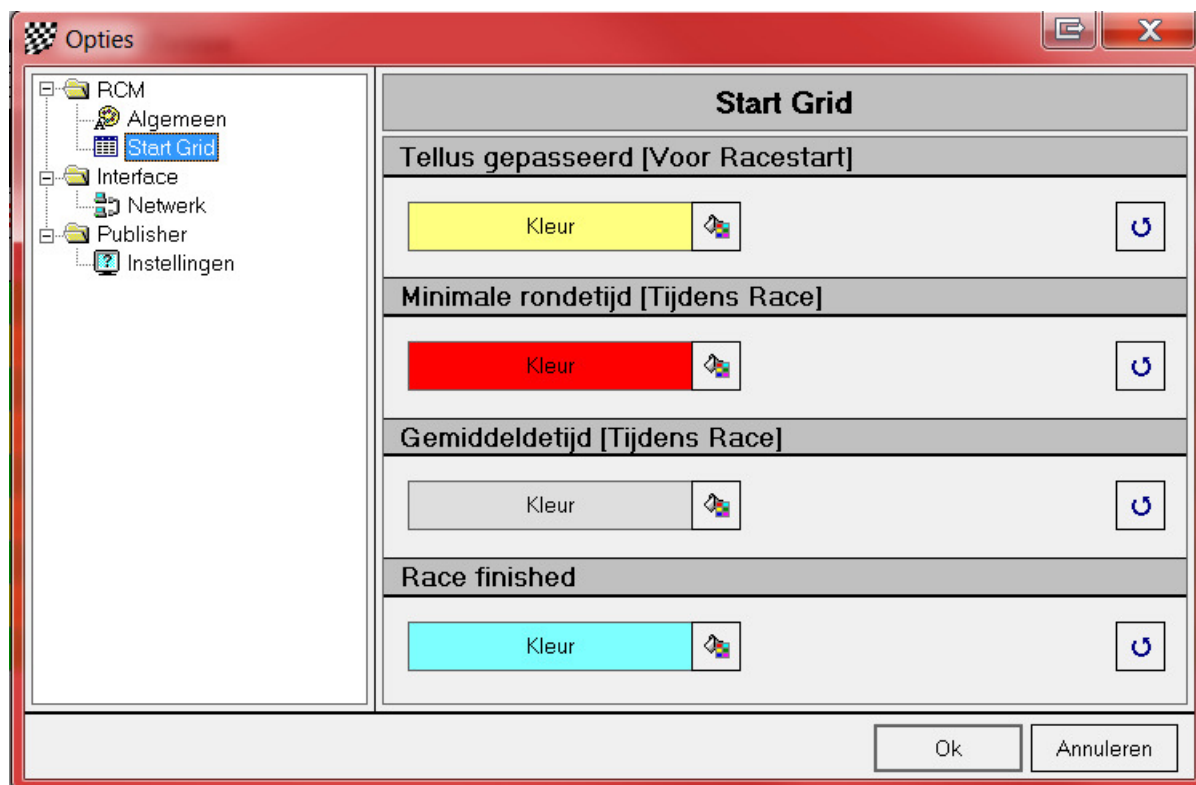 Opties
RCM
Algemeen
Start Grid
Interface
Netwerk
Publisher
Instellingen
Start Grid
Tellus gepasseerd [Voor Racestart]
Kleur
Minimale rondetijd [Tijdens Race]
Kleur
Gemiddeldetijd [Tijdens Race]
Kleur
Race finished
Kleur
Ok
Annuleren